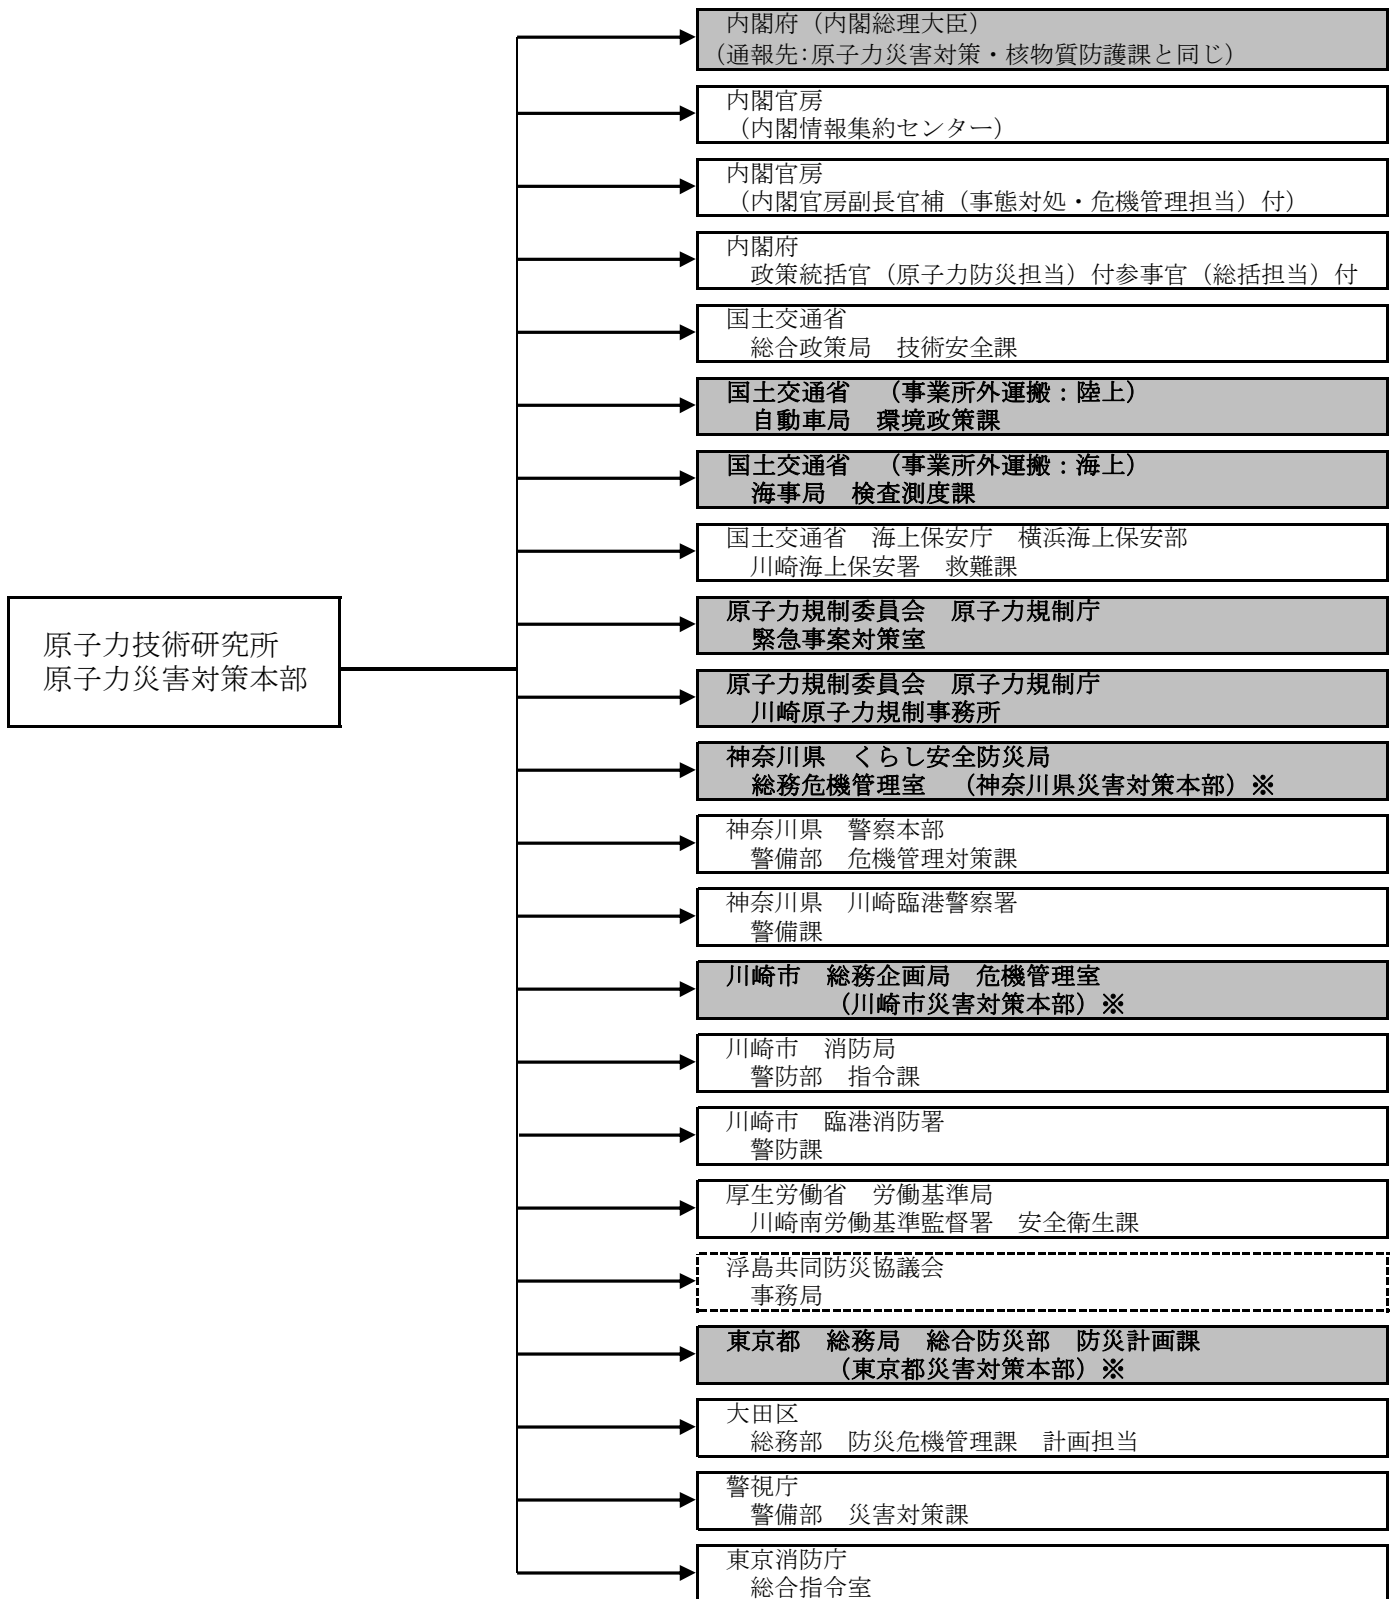 内閣府（内閣総理大臣）
（通報先：原子力災害対策・核物質防護課と同じ）
内閣官房
（内閣情報集約センター）
内閣官房
（内閣官房副長官補（事態対処・危機管理担当）付）
内閣府
政策統括官（原子力防災担当）付参事官（総括担当）付
国土交通省
総合政策局　技術安全課
国土交通省　（事業所外運搬：陸上）
自動車局　環境政策課
国土交通省　（事業所外運搬：海上）
海事局　検査測度課
国土交通省　海上保安庁　横浜海上保安部
川崎海上保安署　救難課
原子力技術研究所
原子力災害対策本部
原子力規制委員会　原子力規制庁
緊急事案対策室
原子力規制委員会　原子力規制庁
川崎原子力規制事務所
神奈川県　くらし安全防災局
総務危機管理室　（神奈川県災害対策本部）※
神奈川県　警察本部
警備部　危機管理対策課
神奈川県　川崎臨港警察署
警備課
川崎市　総務企画局　危機管理室
（川崎市災害対策本部）※
川崎市　消防局
警防部　指令課
川崎市　臨港消防署
警防課
厚生労働省　労働基準局
川崎南労働基準監督署　安全衛生課
浮島共同防災協議会
事務局
東京都　総務局　総合防災部　防災計画課
（東京都災害対策本部）※
大田区
総務部　防災危機管理課　計画担当
警視庁
警備部　災害対策課
東京消防庁
総合指令室